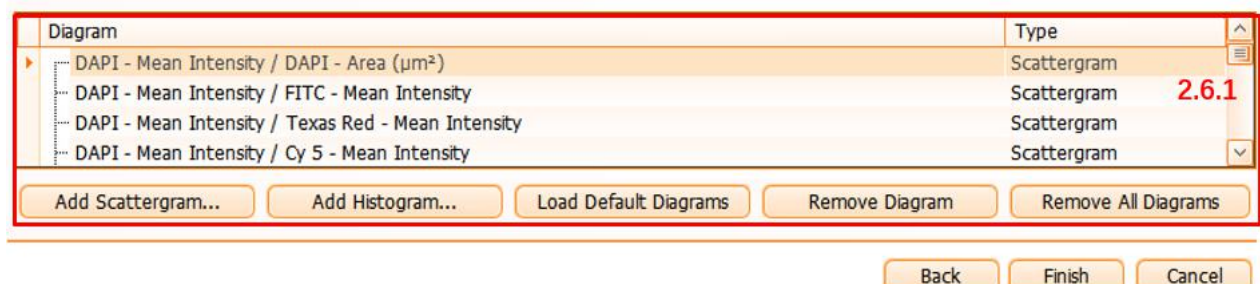 Diagram Type
DAPI - Mean Intensity / DAPI - Area (µm²) Scattergram
DAPI - Mean Intensity / FITC - Mean Intensity Scattergram 2.6.1
DAPI - Mean Intensity / Texas Red - Mean Intensity Scattergram
DAPI - Mean Intensity / Cy 5 - Mean Intensity Scattergram
Add Scattergram... Add Histogram... Load Default Diagrams Remove Diagram Remove All Diagrams
Back Finish Cancel